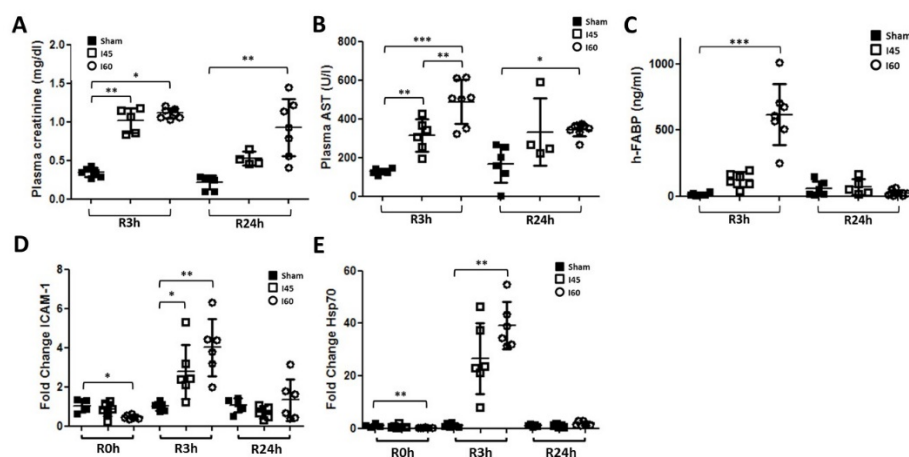 A
Plasma creatinine (mg/dl)
2.0
1.5
1.0
0.5
0.0
**
*
**
Sham
I45
I60
R3h
R24h
B
Plasma AST (U/l)
800
600
400
200
0
***
**
**
*
Sham
I45
I60
R3h
R24h
C
h-FABP (ng/ml)
1000
500
0
***
Sham
I45
I60
R3h
R24h
D
Fold Change ICAM-1
8
6
4
2
0
*
*
**
Sham
I45
I60
R0h
R3h
R24h
E
Fold Change Hsp70
60
40
20
0
**
**
Sham
I45
I60
R0h
R3h
R24h